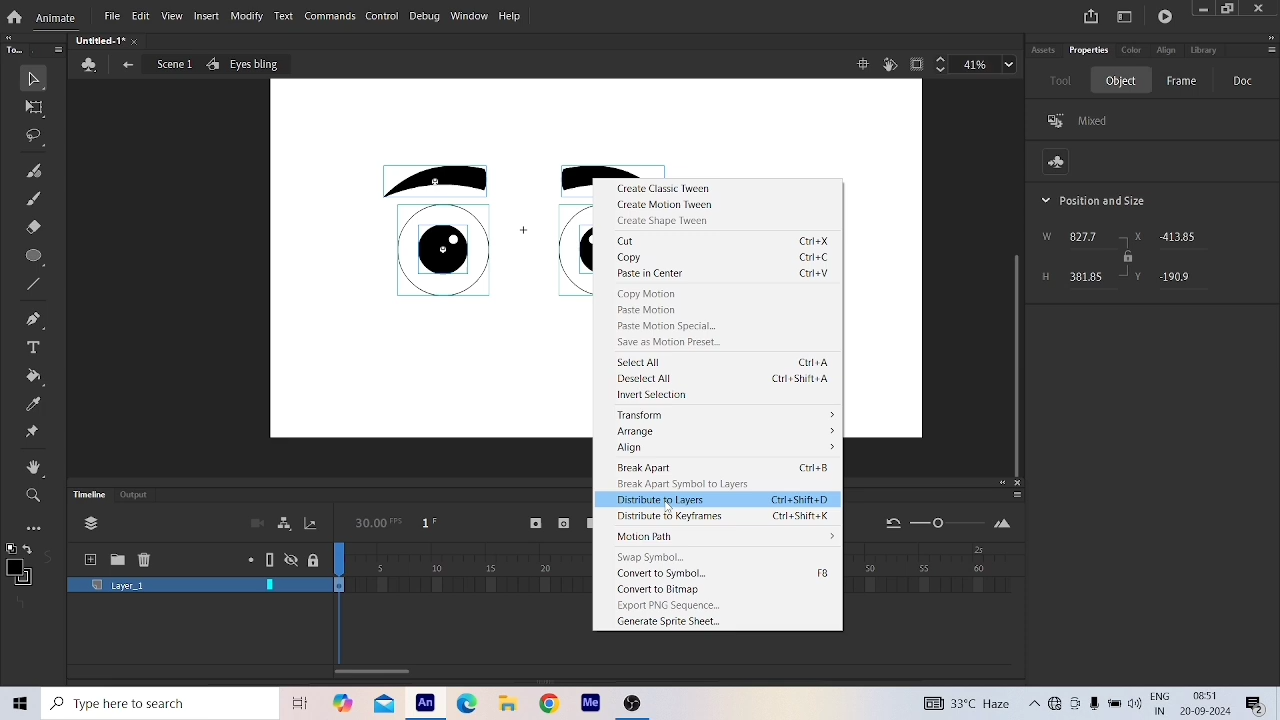 Animate File Edit View Insert Modify Text Commands Control Debug Window Help
Untitled-1*
To...
Scene 1 Eyes bling 41%
Assets Properties Color Align Library
Tool Object Frame Doc
Mixed
W 827.7 X -413.85
H 381.85 Y -190.9
Create Classic Tween
Create Motion Tween
Create Shape Tween
Cut Ctrl+X
Copy Ctrl+C
Paste in Center Ctrl+V
Copy Motion
Paste Motion
Paste Motion Special...
Save as Motion Preset...
Select All Ctrl+A
Deselect All Ctrl+Shift+A
Invert Selection
Transform
Arrange
Align
Break Apart Ctrl+B
Break Apart Symbol to Layers
Distribute to Layers Ctrl+Shift+D
Distribute to Keyframes Ctrl+Shift+K
Motion Path
Swap Symbol...
Convert to Symbol... F8
Convert to Bitmap
Export PNG Sequence...
Generate Sprite Sheet...
Timeline Output
30.00 FPS 1 F
2s
5 10 15 20 50 55 60
Layer_1
Type here to search
An
Me
33°C Haze
ENG
IN
08:51
20-09-2024
2